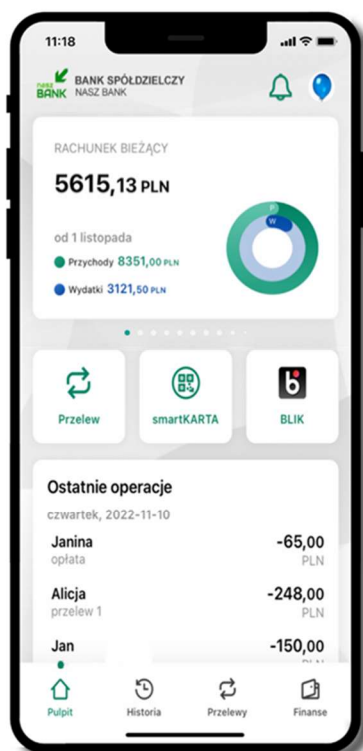 11:18
nasz
BANK
BANK SPÓŁDZIELCZY
NASZ BANK
RACHUNEK BIEŻĄCY
5615,13 PLN
od 1 listopada
Przychody 8351,00 PLN
Wydatki 3121,50 PLN
P
W
Przelew
smartKARTA
BLIK
Ostatnie operacje
czwartek, 2022-11-10
Janina
-65,00
opłata
PLN
Alicja
-248,00
przelew 1
PLN
Jan
-150,00
Pulpit
Historia
Przelewy
Finanse